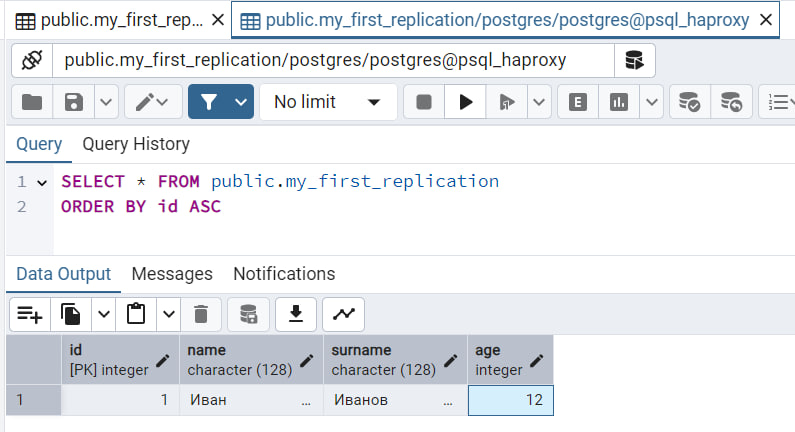 public.my_first_rep...
public.my_first_replication/postgres/postgres@psql_haproxy
public.my_first_replication/postgres/postgres@psql_haproxy
No limit
E
Query Query History
1 SELECT * FROM public.my_first_replication
2 ORDER BY id ASC
Data Output Messages Notifications
id name surname age
[PK] integer character (128) character (128) integer
1 1 Иван ... Иванов ... 12